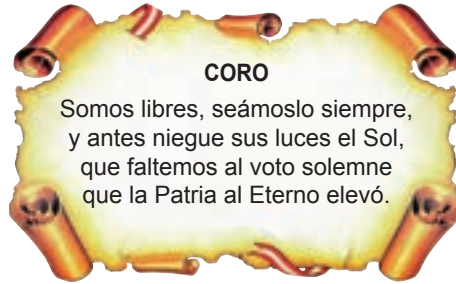 CORO
Somos libres, seámoslo siempre,
y antes niegue sus luces el Sol,
que faltemos al voto solemne
que la Patria al Eterno elevó.